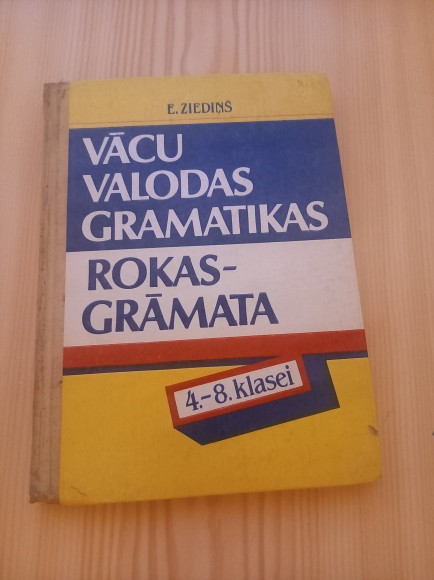 E. ZIEDIŅŠ
VĀCU
VALODAS
GRAMATIKAS
ROKAS-
GRĀMATA
4.–8. klasei